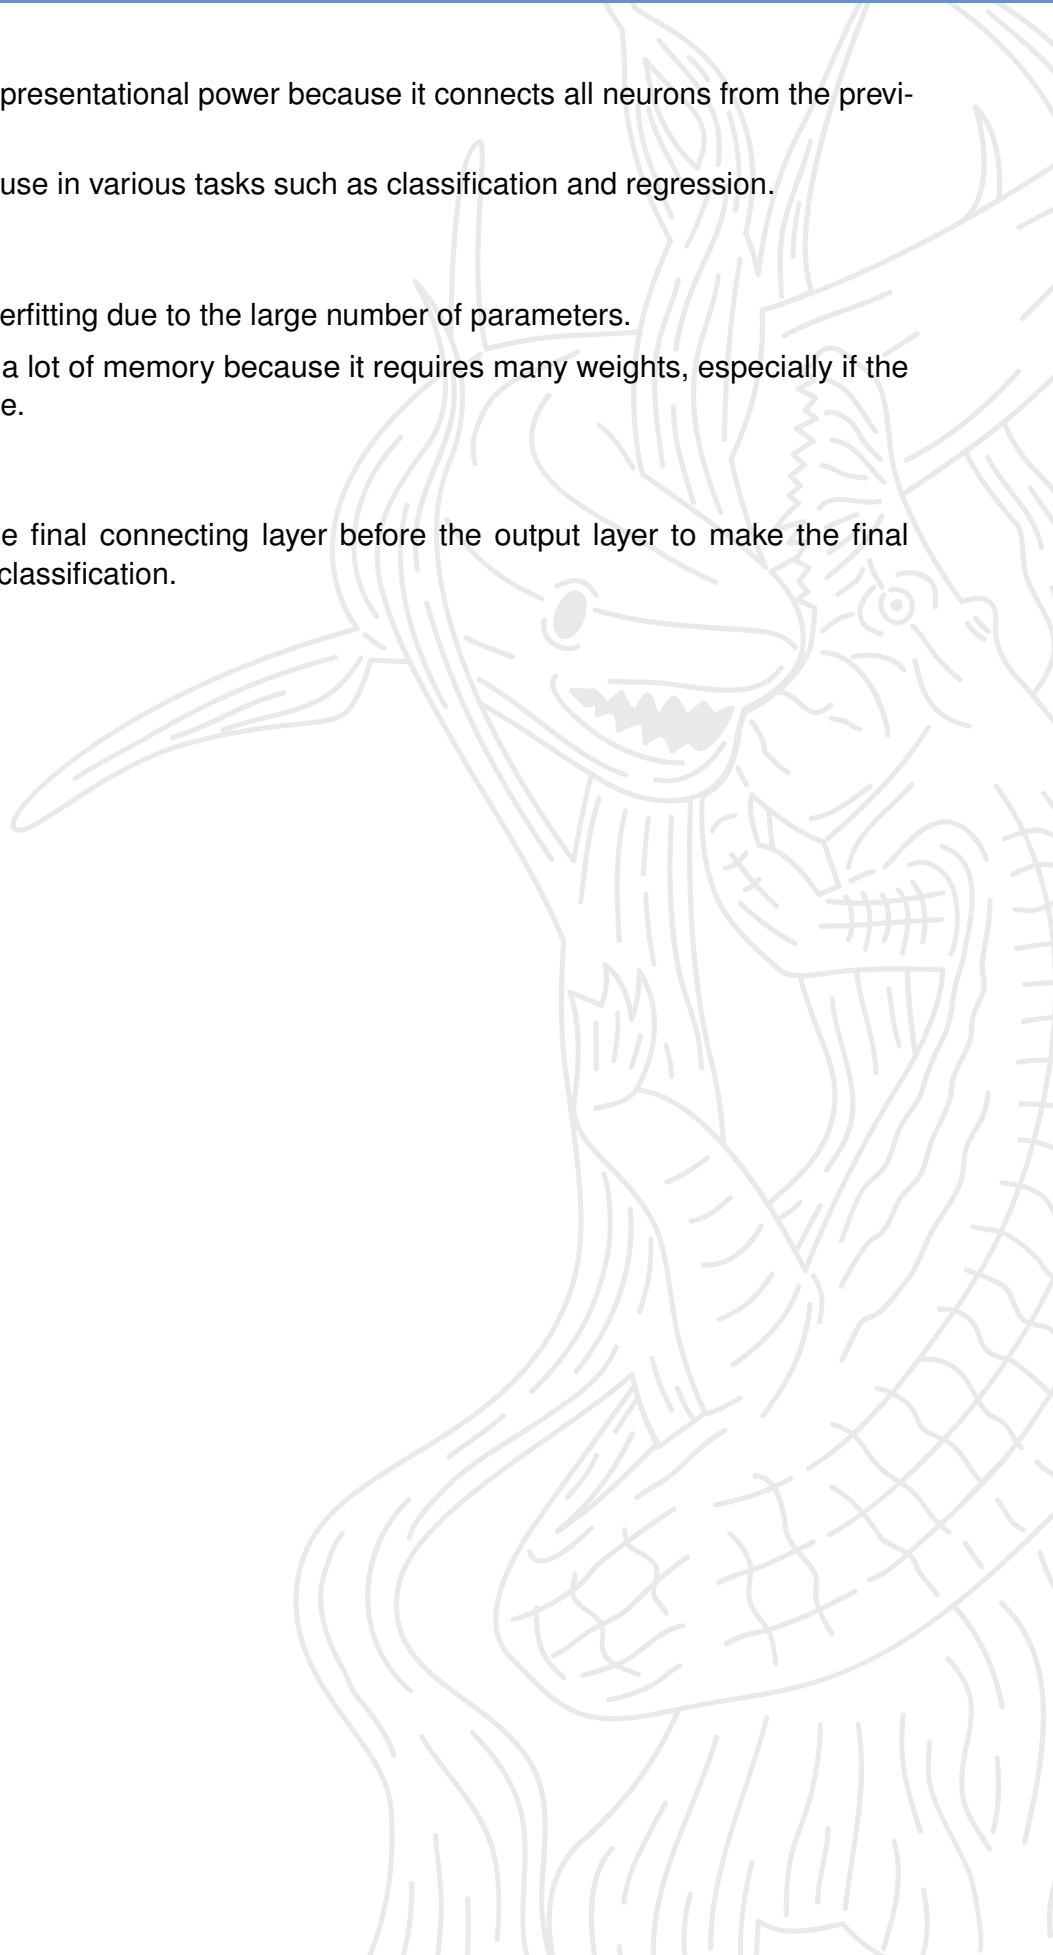 presentational power because it connects all neurons from the previ-
use in various tasks such as classification and regression.
erfitting due to the large number of parameters.
a lot of memory because it requires many weights, especially if the
e.
e final connecting layer before the output layer to make the final
classification.